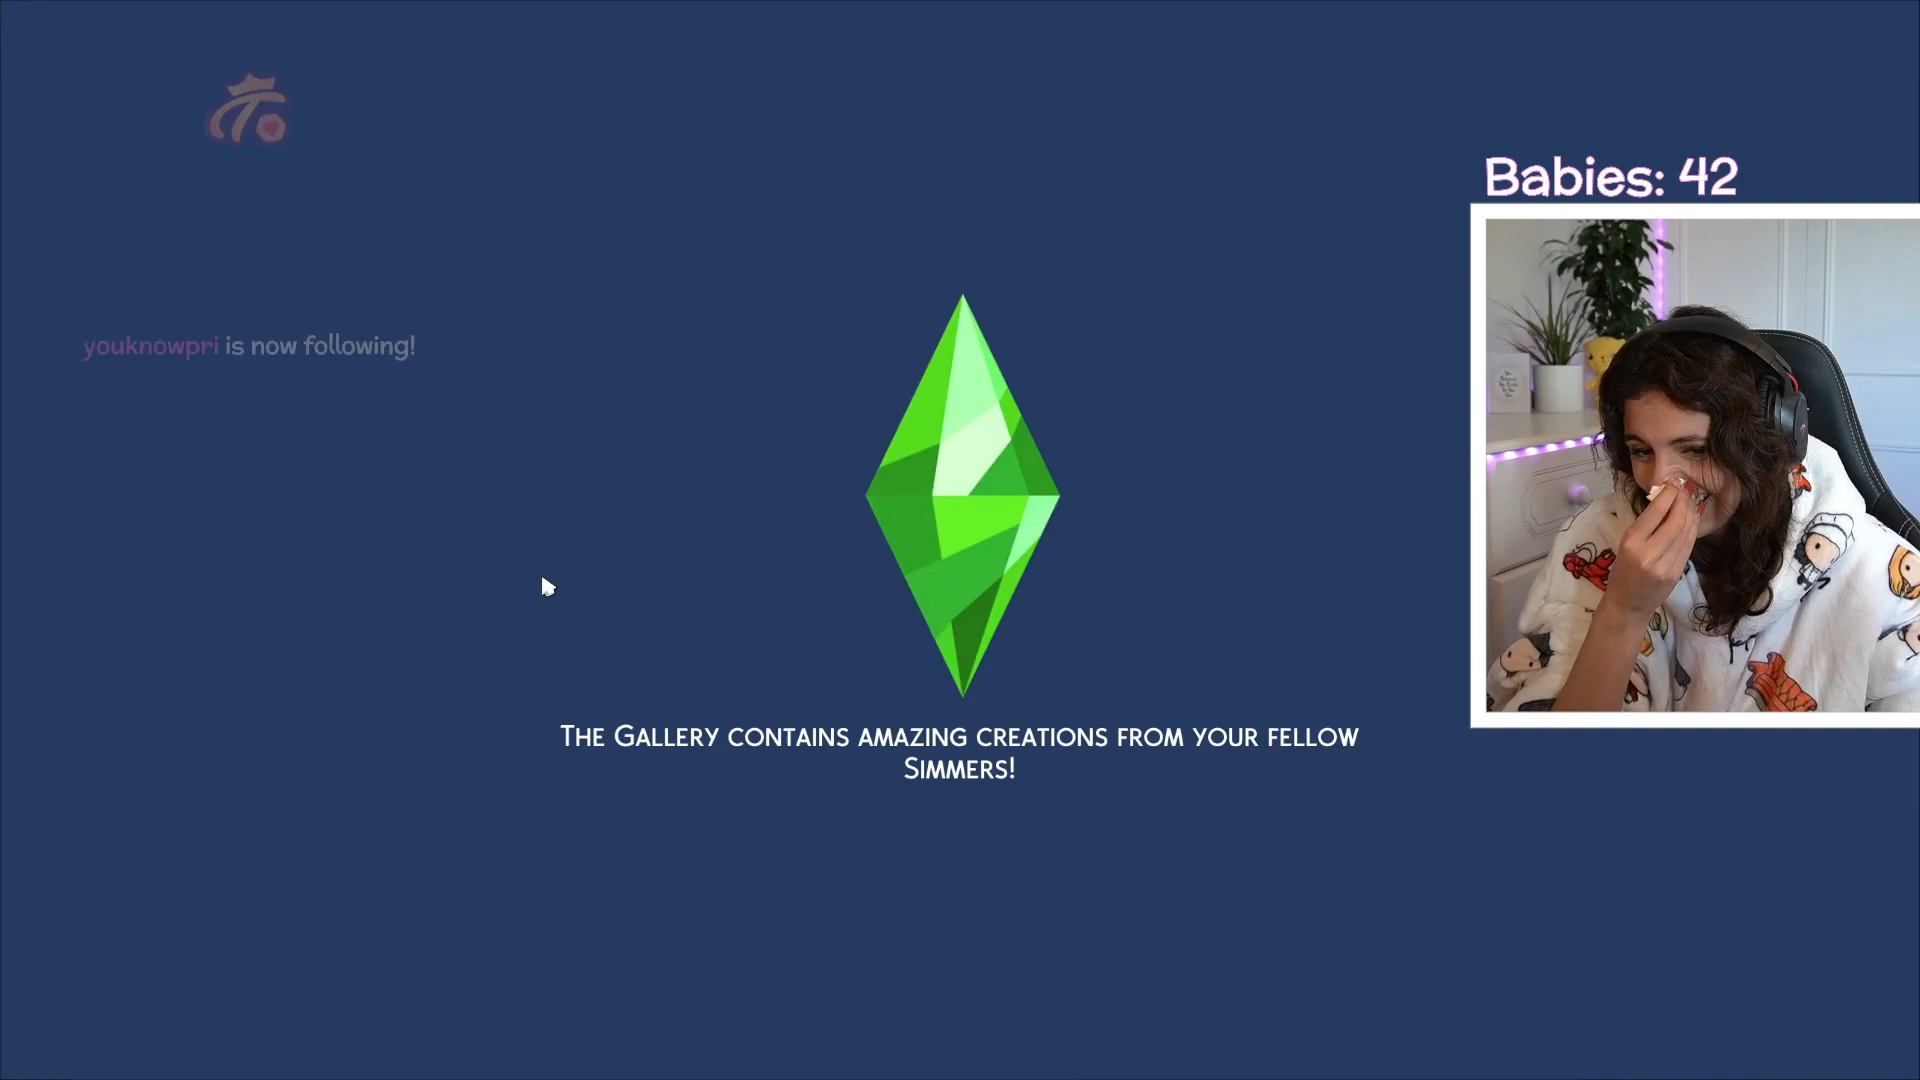 Babies: 42
youknowpri is now following!
The Gallery contains amazing creations from your fellow
Simmers!